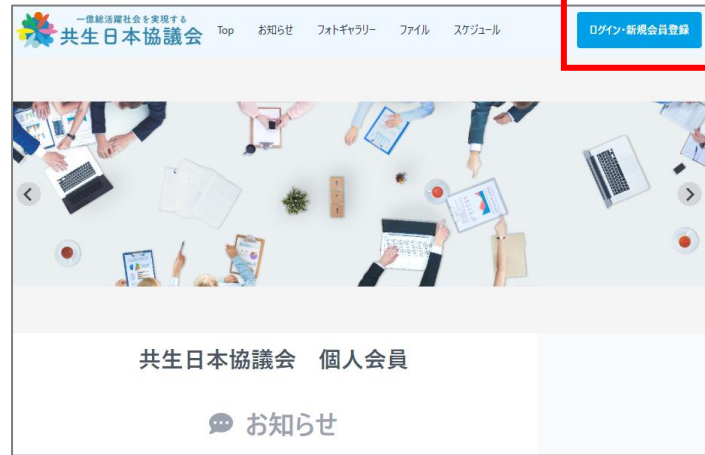 一億総活躍社会を実現する
共生日本協議会
Top お知らせ フォトギャラリー ファイル スケジュール
ログイン・新規会員登録
共生日本協議会 個人会員
お知らせ